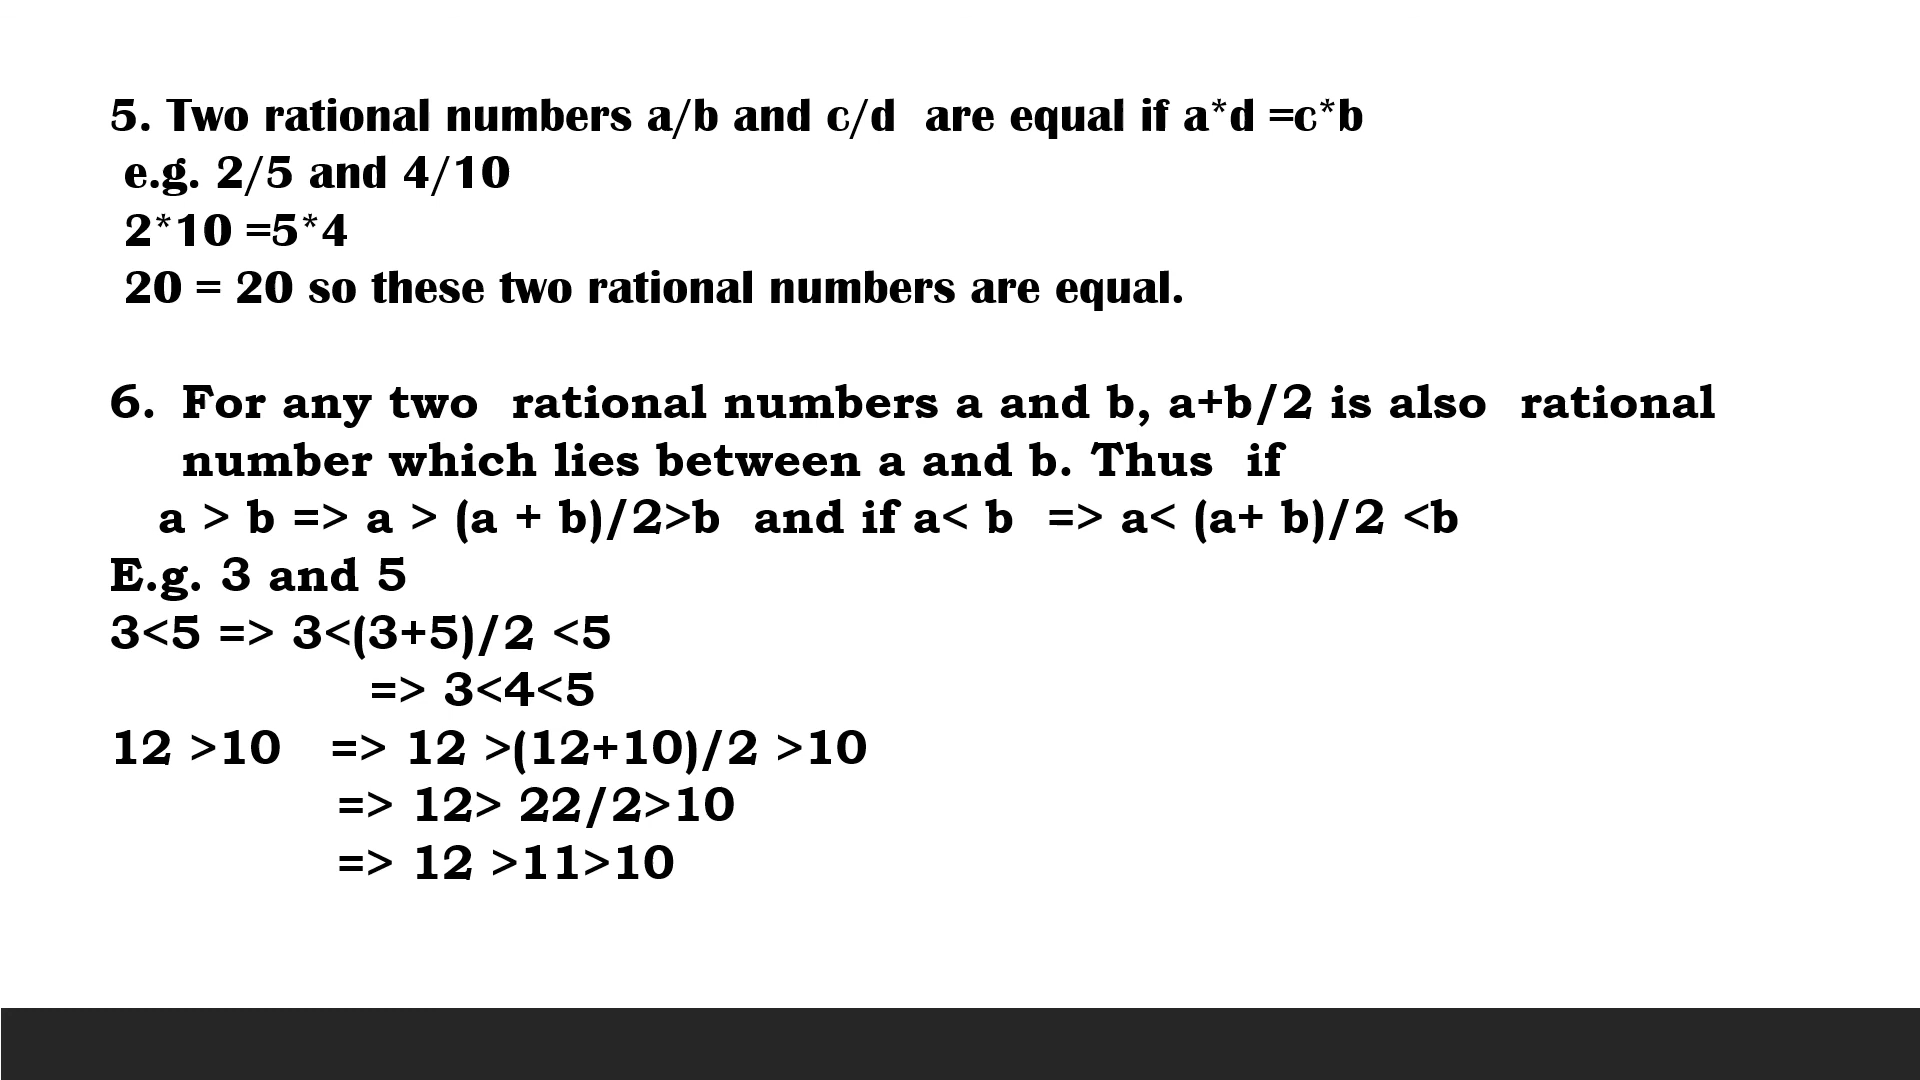 5. Two rational numbers a/b and c/d are equal if a*d =c*b
e.g. 2/5 and 4/10
2*10 =5*4
20 = 20 so these two rational numbers are equal.
6. For any two rational numbers a and b, a+b/2 is also rational
number which lies between a and b. Thus if
a > b => a > (a + b)/2>b and if a< b => a< (a+ b)/2 <b
E.g. 3 and 5
3<5 => 3<(3+5)/2 <5
=> 3<4<5
12 >10 => 12 >(12+10)/2 >10
=> 12> 22/2>10
=> 12 >11>10